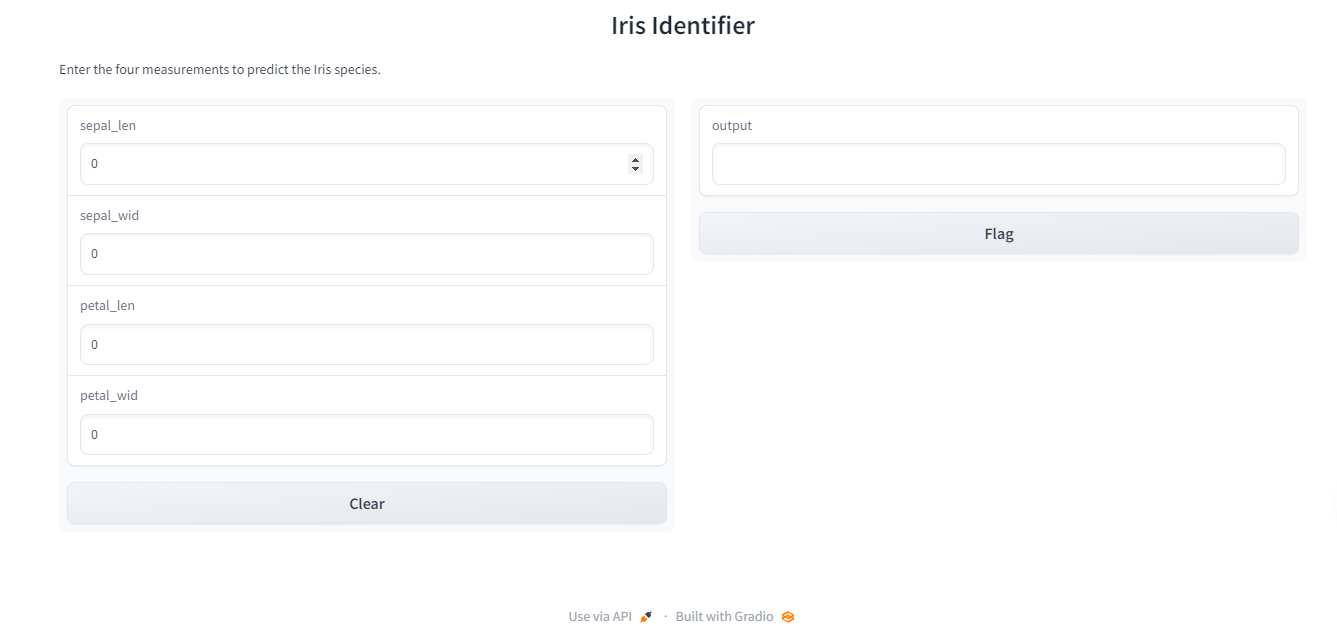 Iris Identifier
Enter the four measurements to predict the Iris species.
sepal_len
0
sepal_wid
0
petal_len
0
petal_wid
0
Clear
output
Flag
Use via API · Built with Gradio